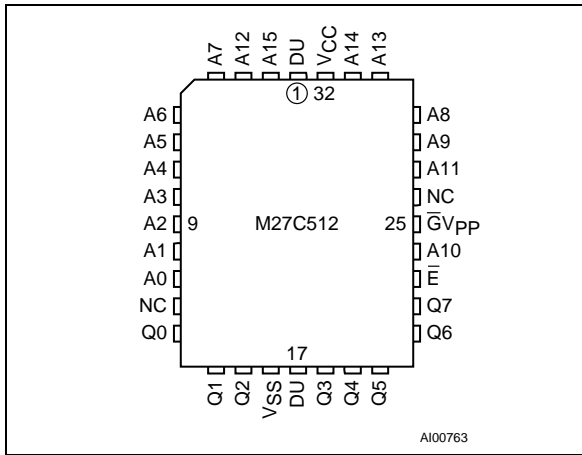 A7 A12 A15 DU VCC A14 A13
1 32
A6 A8
A5 A9
A4 A11
A3 NC
A2 9 M27C512 25 G̅VPP
A1 A10
A0 E̅
NC Q7
Q0 Q6
17
Q1 Q2 VSS DU Q3 Q4 Q5
AI00763